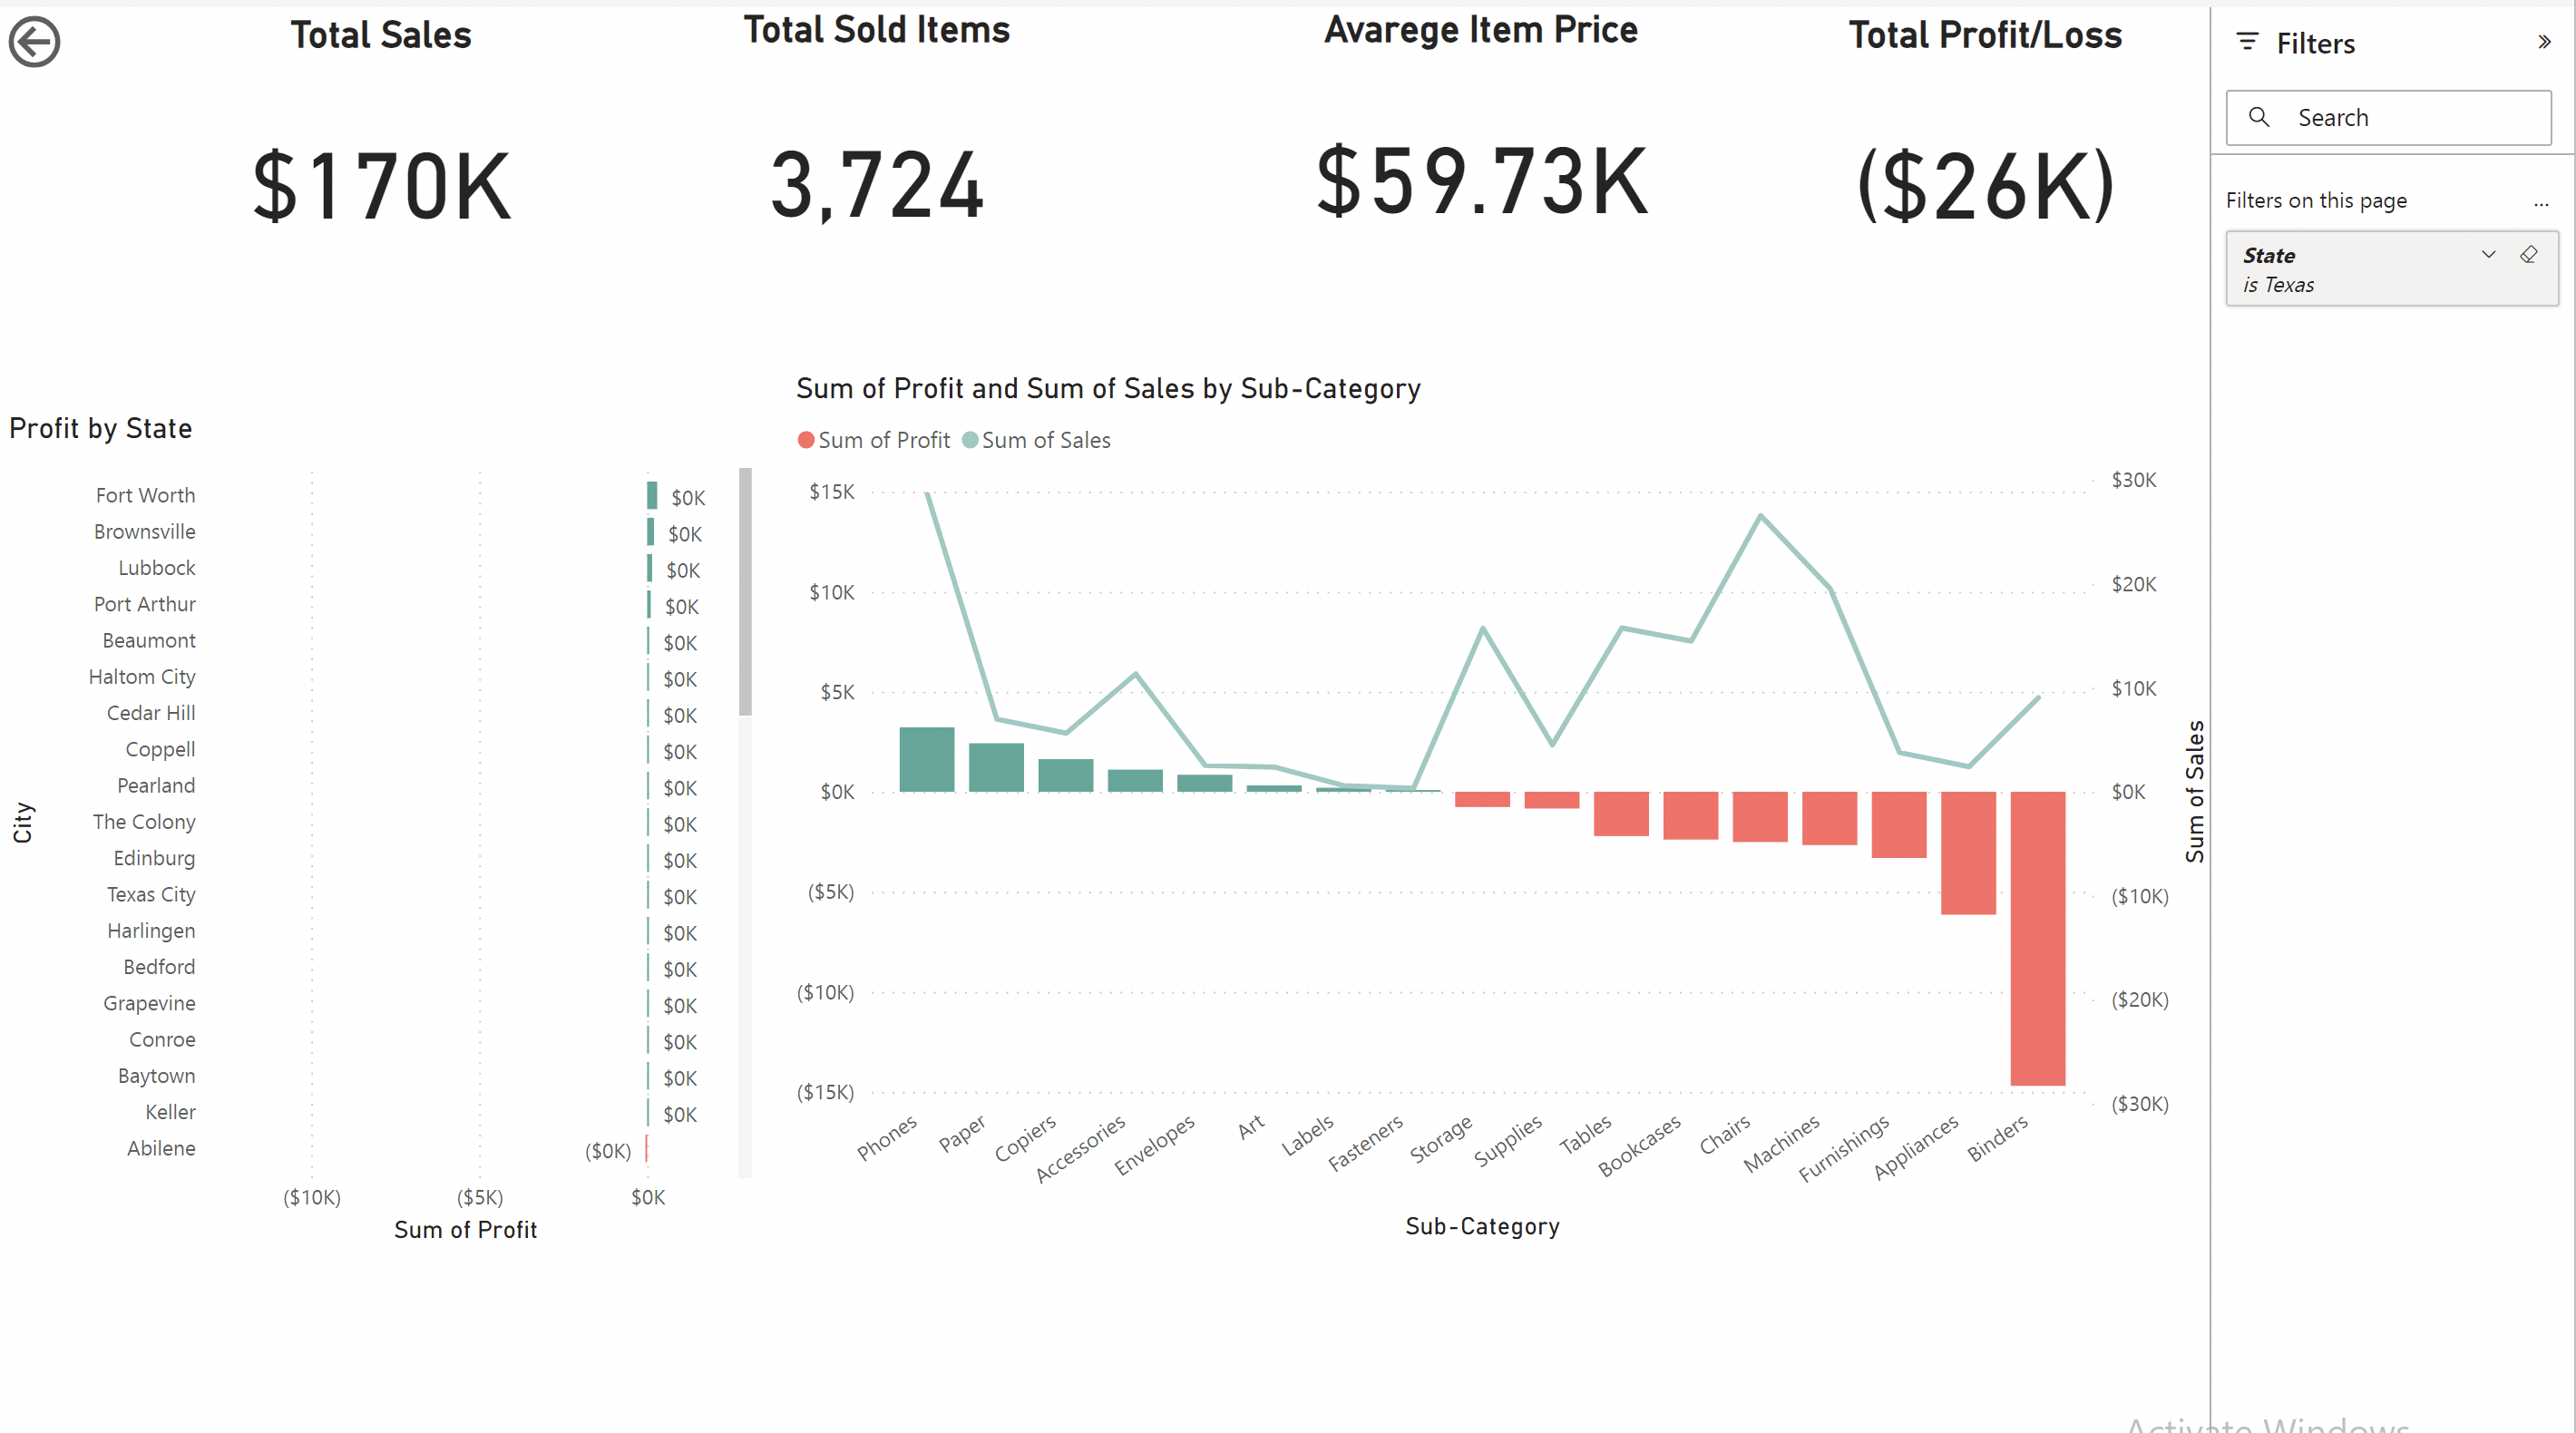 Total Sales
Total Sold Items
Avarege Item Price
Total Profit/Loss
$170K
3,724
$59.73K
($26K)
Filters
Search
Filters on this page
...
State
is Texas
Profit by State
City
Fort Worth $0K
Brownsville $0K
Lubbock $0K
Port Arthur $0K
Beaumont $0K
Haltom City $0K
Cedar Hill $0K
Coppell $0K
Pearland $0K
The Colony $0K
Edinburg $0K
Texas City $0K
Harlingen $0K
Bedford $0K
Grapevine $0K
Conroe $0K
Baytown $0K
Keller $0K
Abilene ($0K)
($10K) ($5K) $0K
Sum of Profit
Sum of Profit and Sum of Sales by Sub-Category
Sum of Profit Sum of Sales
$15K
$10K
$5K
$0K
($5K)
($10K)
($15K)
$30K
$20K
$10K
$0K
($10K)
($20K)
($30K)
Sum of Sales
Phones
Paper
Copiers
Accessories
Envelopes
Art
Labels
Fasteners
Storage
Supplies
Tables
Bookcases
Chairs
Machines
Furnishings
Appliances
Binders
Sub-Category
Activate Windows